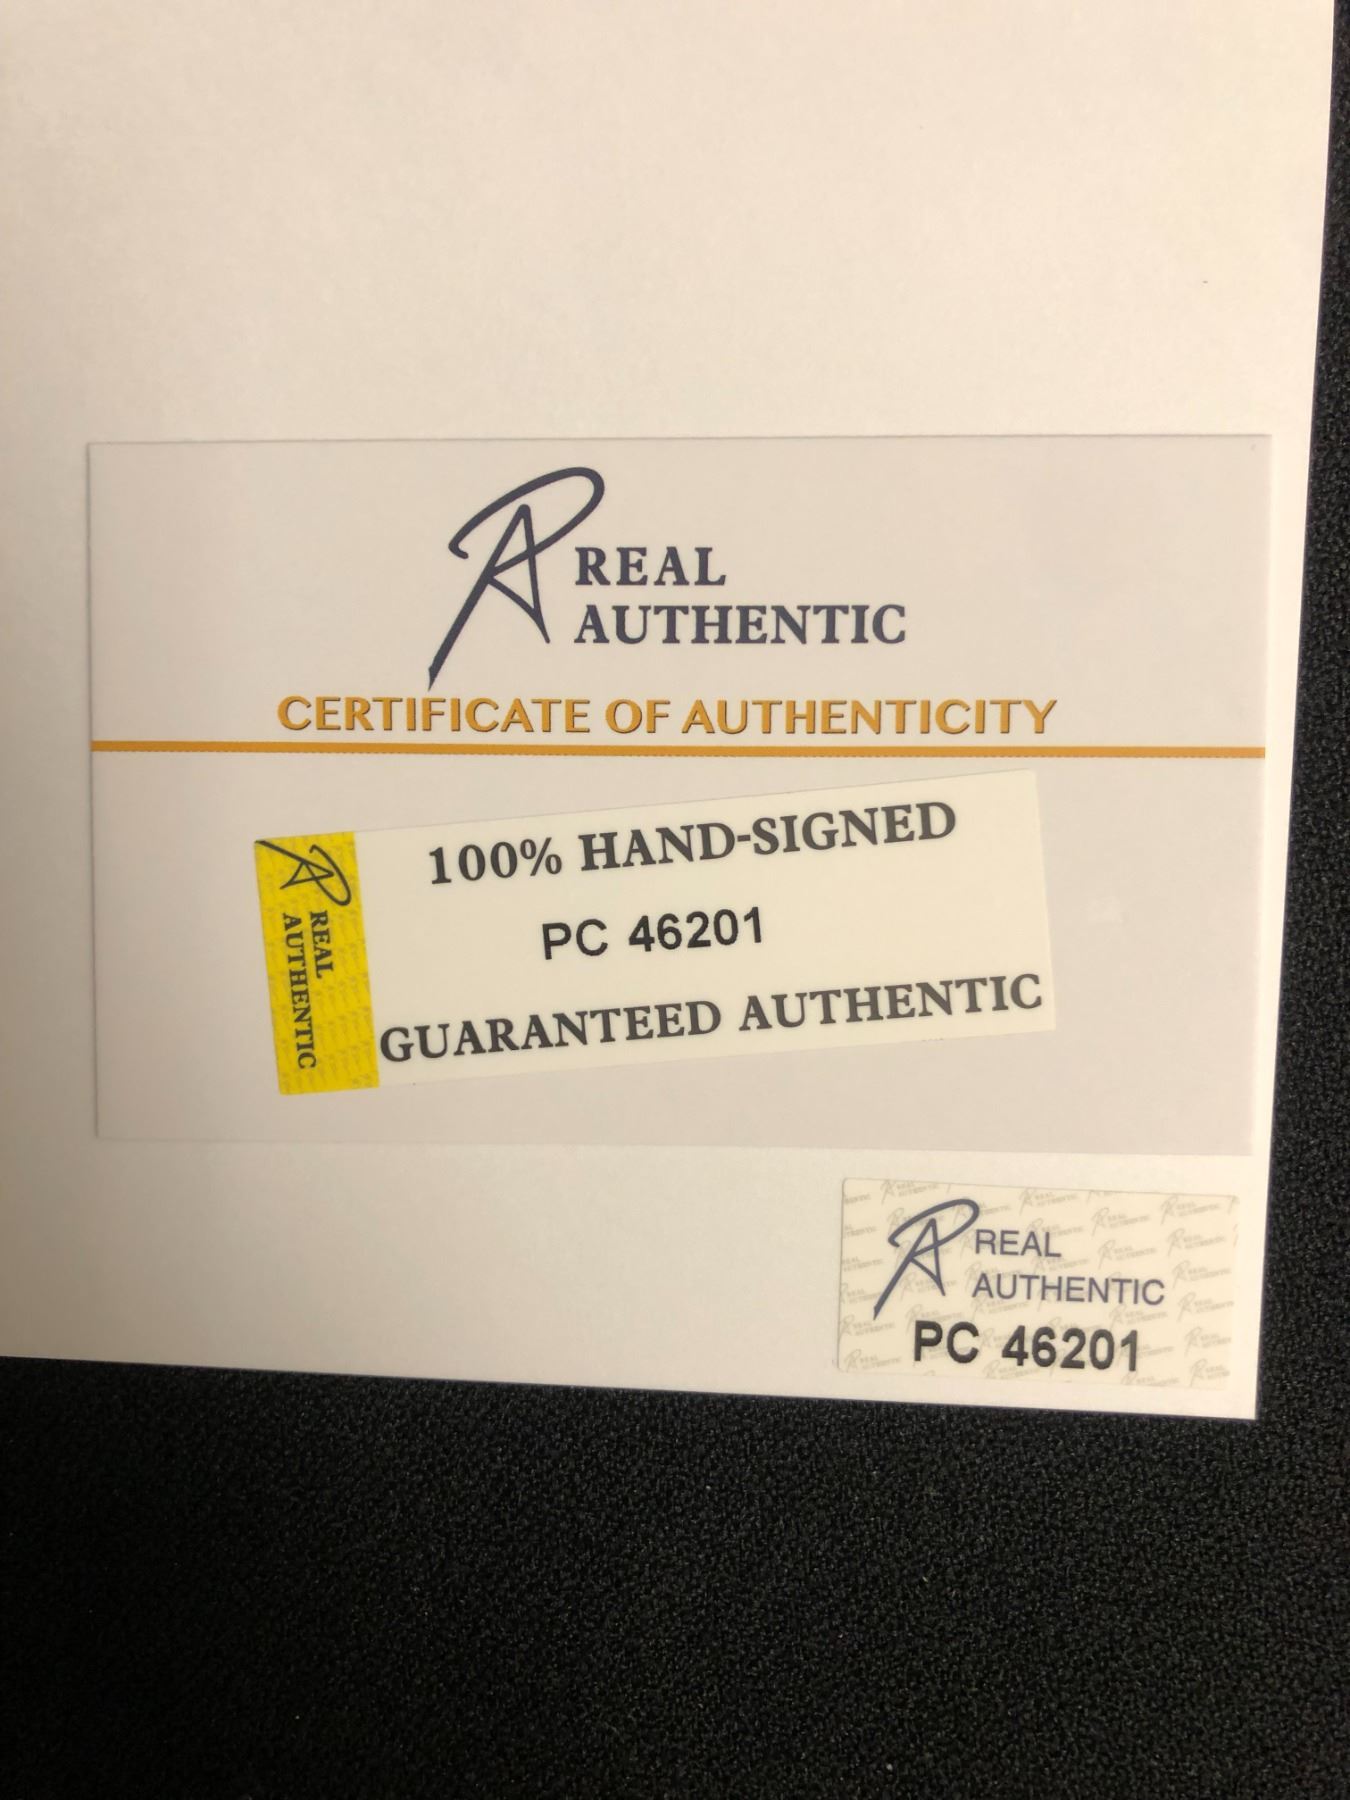 REAL
AUTHENTIC
CERTIFICATE OF AUTHENTICITY
REAL
AUTHENTIC
100% HAND-SIGNED
PC 46201
GUARANTEED AUTHENTIC
REAL
AUTHENTIC
PC 46201